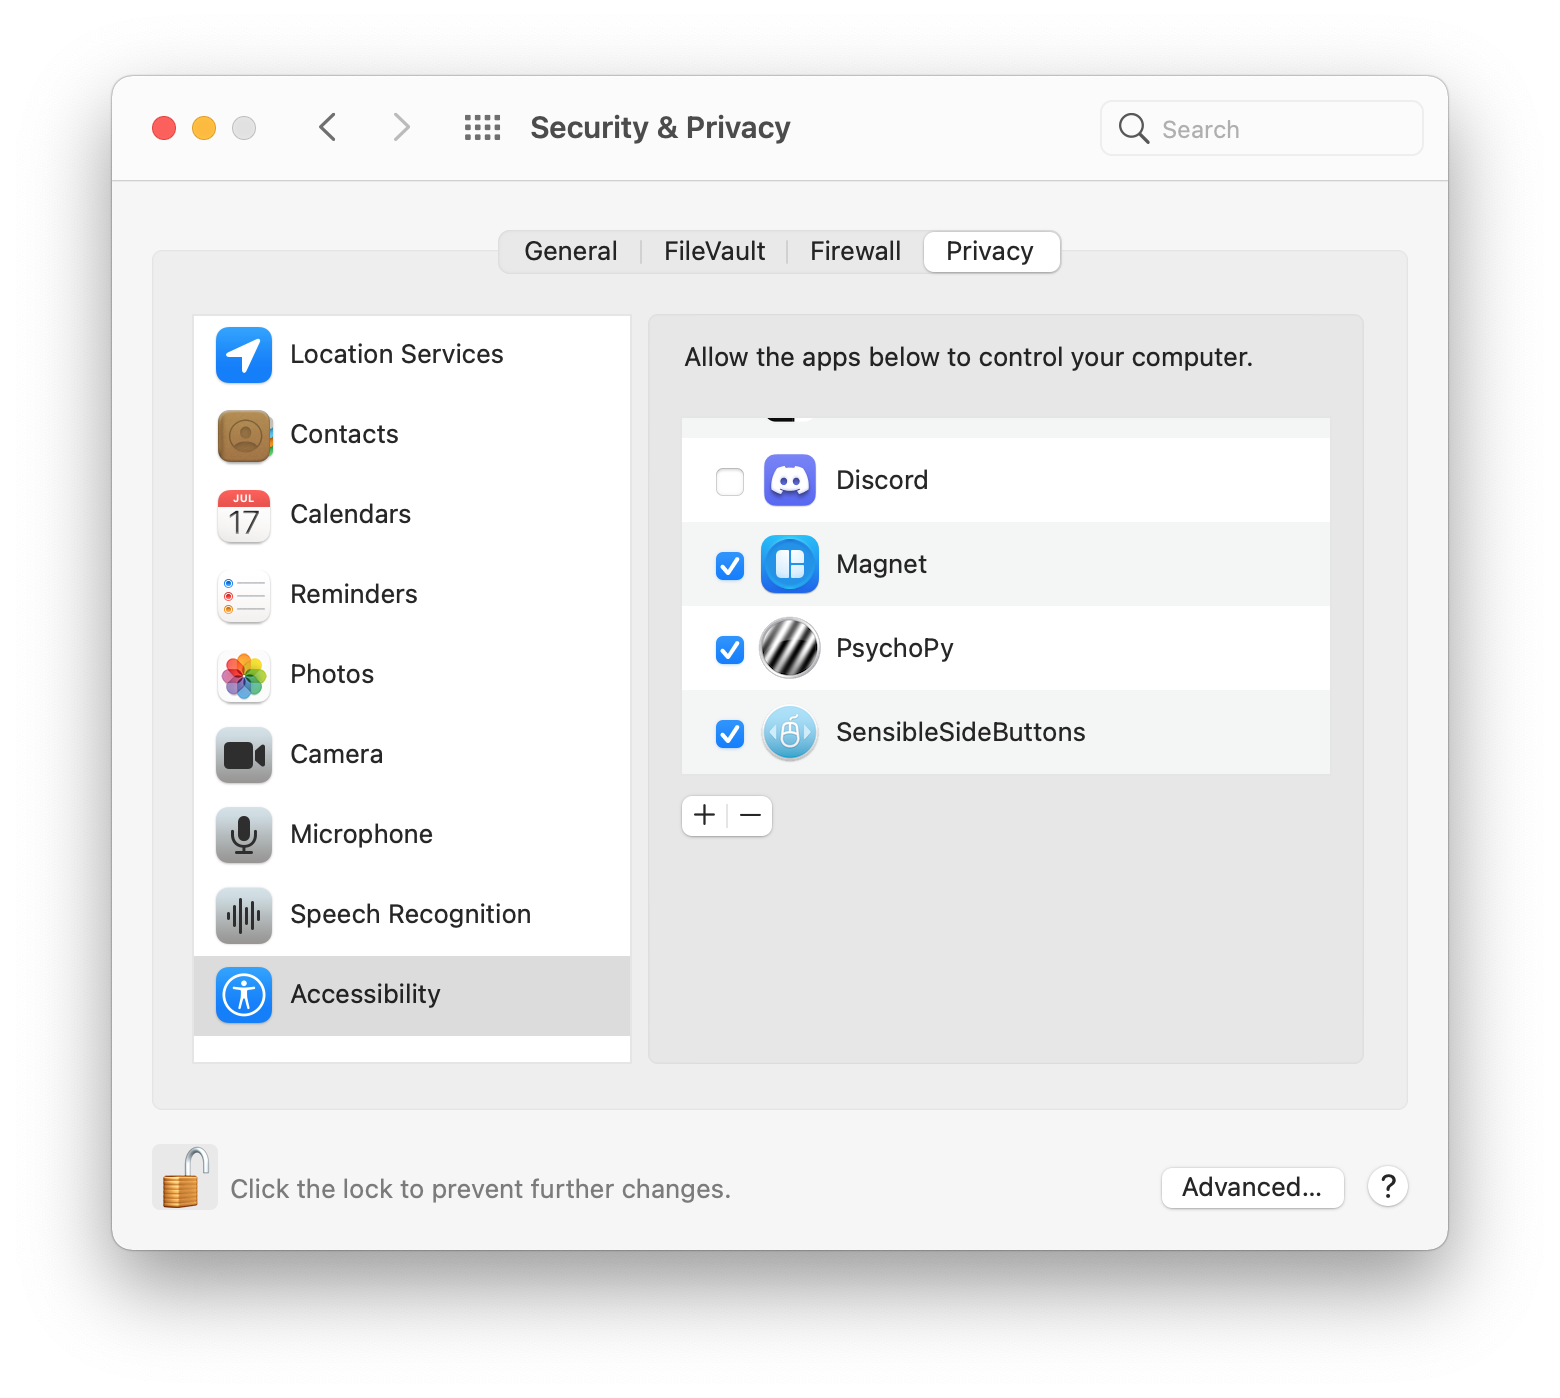 Security & Privacy
Search
General
FileVault
Firewall
Privacy
Location Services
Contacts
JUL
17
Calendars
Reminders
Photos
Camera
Microphone
Speech Recognition
Accessibility
Allow the apps below to control your computer.
Discord
Magnet
PsychoPy
SensibleSideButtons
+ −
Click the lock to prevent further changes.
Advanced...
?